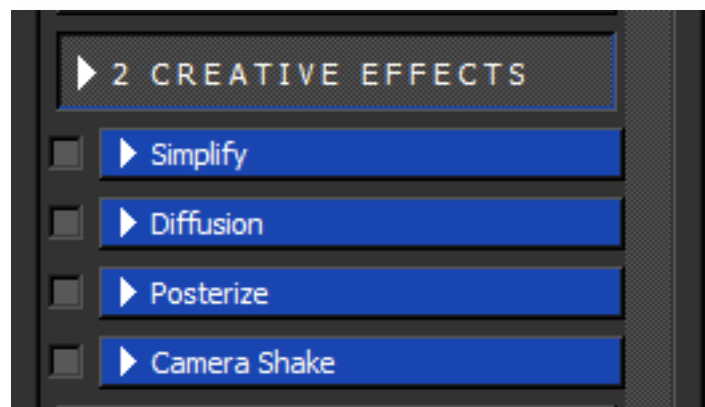 2 CREATIVE EFFECTS
Simplify
Diffusion
Posterize
Camera Shake